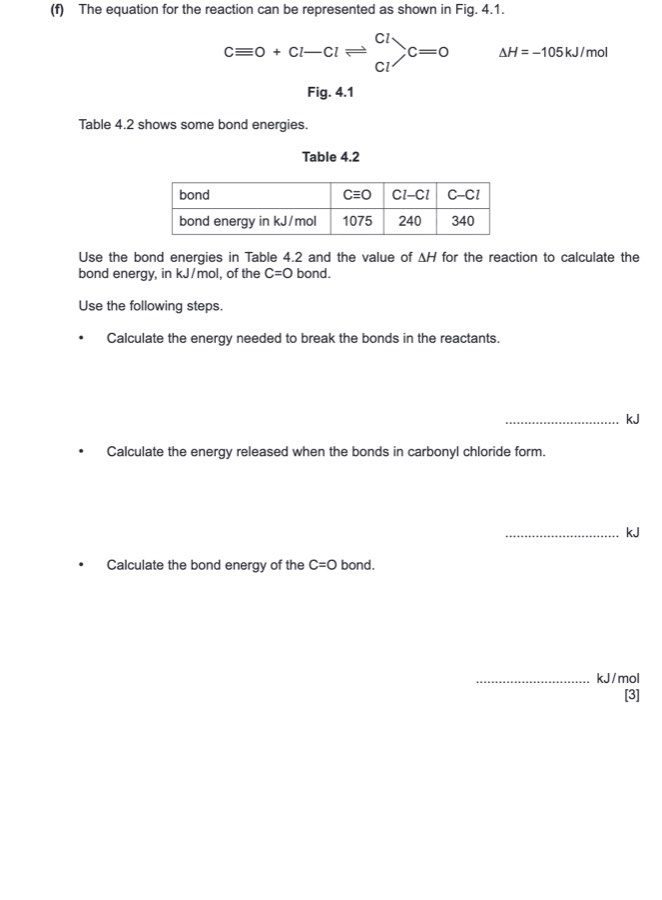 (f) The equation for the reaction can be represented as shown in Fig. 4.1.
Cl
C≡O + Cl—Cl ⇌ C=O ΔH = –105 kJ/mol
Cl
Fig. 4.1
Table 4.2 shows some bond energies.
Table 4.2
bond C≡O Cl–Cl C–Cl
bond energy in kJ/mol 1075 240 340
Use the bond energies in Table 4.2 and the value of ΔH for the reaction to calculate the
bond energy, in kJ/mol, of the C=O bond.
Use the following steps.
• Calculate the energy needed to break the bonds in the reactants.
.............................. kJ
• Calculate the energy released when the bonds in carbonyl chloride form.
.............................. kJ
• Calculate the bond energy of the C=O bond.
.............................. kJ/mol
[3]